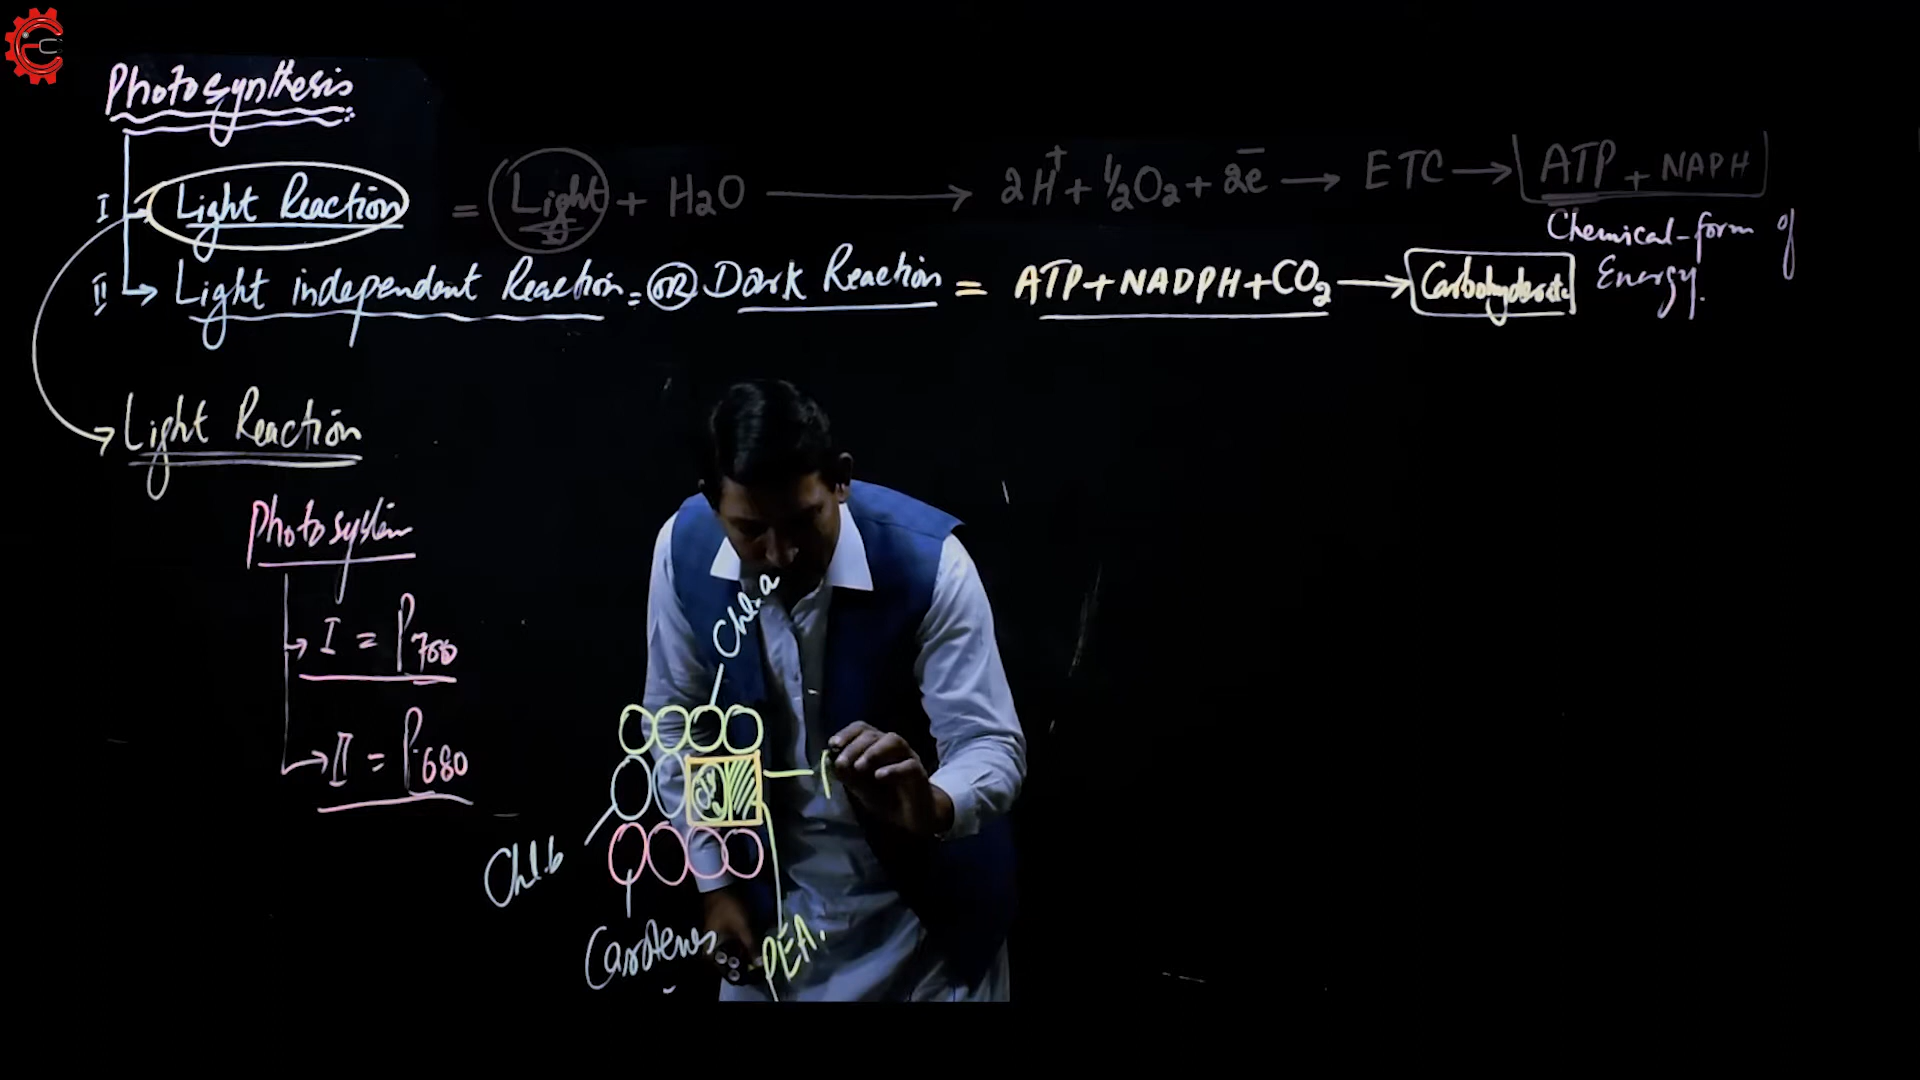 Photosynthesis
I Light Reaction = Light + H2O → 2H⁺ + 1/2O₂ + 2e⁻ → ETC → ATP + NAPH
Chemical-form of Energy.
II → Light independent Reaction = OR Dark Reaction = ATP+NADPH+CO₂ → Carbohyderate
→ Light Reaction
Photosystem
→ I = P700
→ II = P680
Chl.a
Chl.b
Carotenes
PEA.